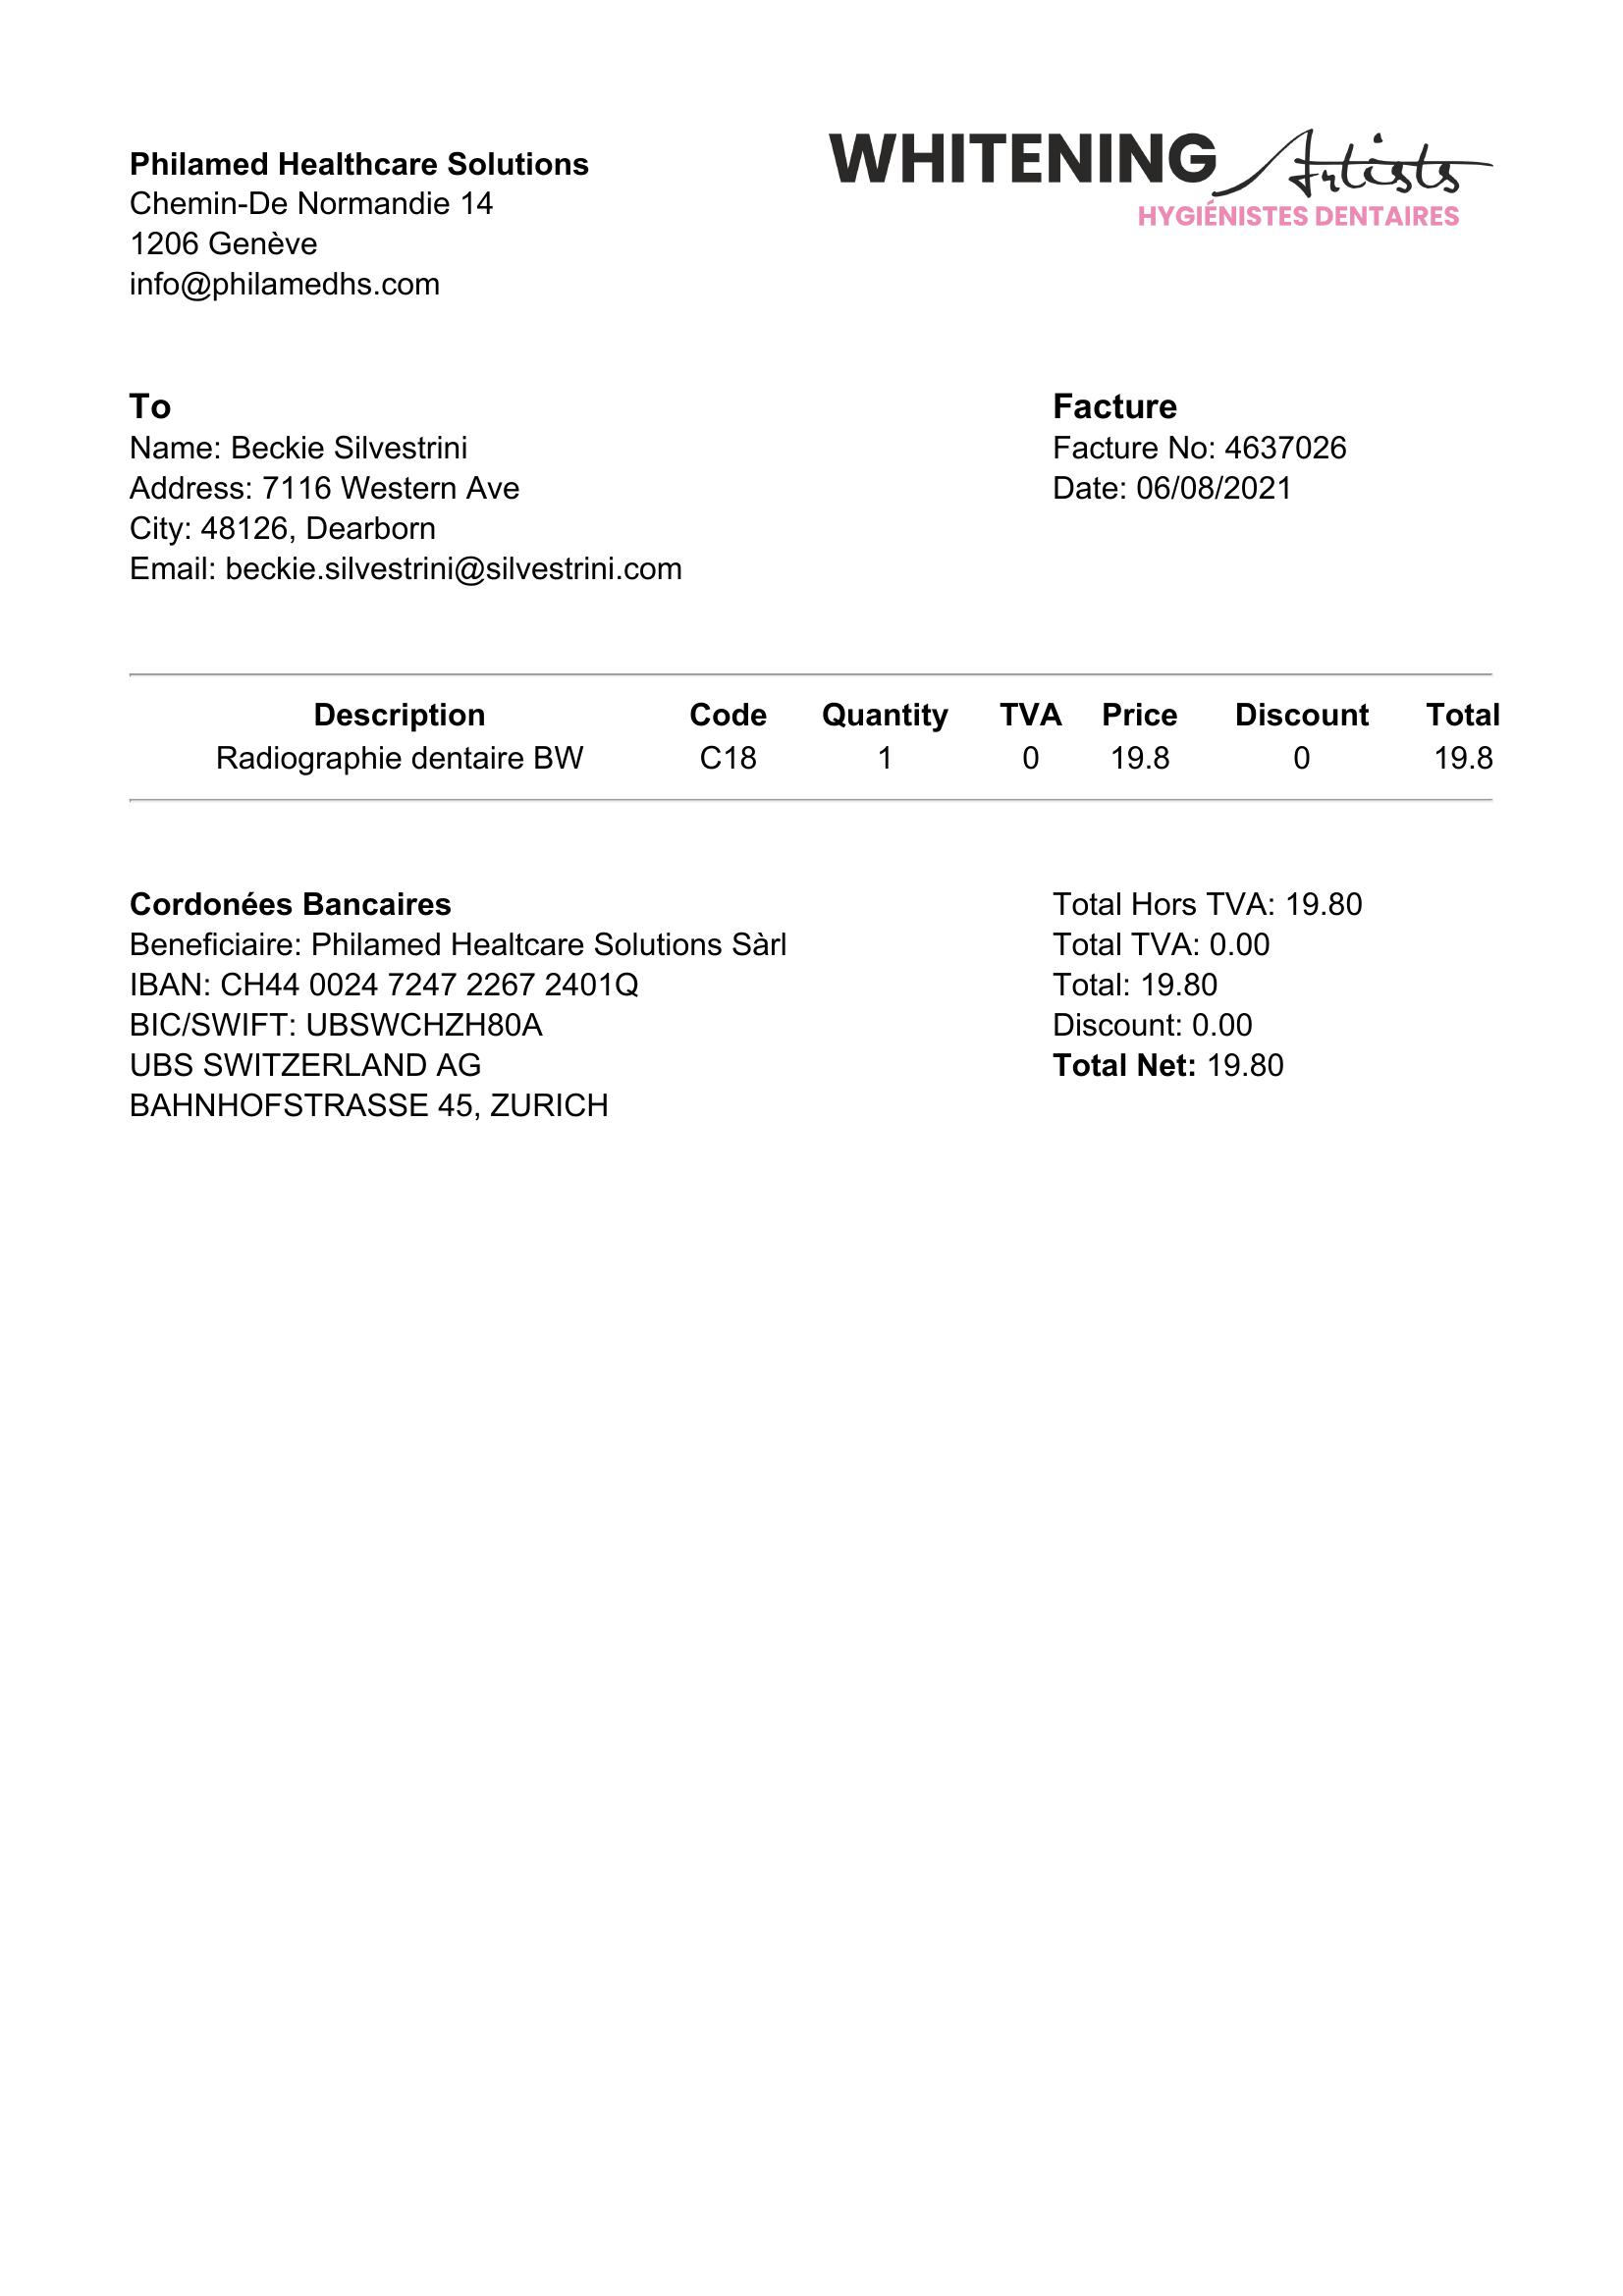 Philamed Healthcare Solutions
Chemin-De Normandie 14
1206 Genève
info@philamedhs.com
WHITENING Artists
HYGIÉNISTES DENTAIRES
To
Name: Beckie Silvestrini
Address: 7116 Western Ave
City: 48126, Dearborn
Email: beckie.silvestrini@silvestrini.com
Facture
Facture No: 4637026
Date: 06/08/2021
Description Code Quantity TVA Price Discount Total
Radiographie dentaire BW C18 1 0 19.8 0 19.8
Cordonées Bancaires
Beneficiaire: Philamed Healtcare Solutions Sàrl
IBAN: CH44 0024 7247 2267 2401Q
BIC/SWIFT: UBSWCHZH80A
UBS SWITZERLAND AG
BAHNHOFSTRASSE 45, ZURICH
Total Hors TVA: 19.80
Total TVA: 0.00
Total: 19.80
Discount: 0.00
Total Net: 19.80